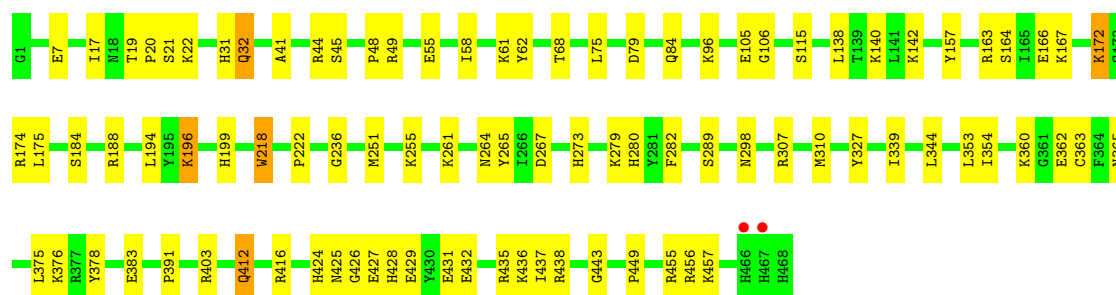 G1 E7 I17 N18 T19 P20 S21 K22 H31 Q32 A41 R44 S45 P48 R49 E55 I58 K61 Y62 T68 L75 D79 Q84 K96 E105 G106 S115 L138 T139 K140 L141 K142 Y157 R163 S164 I165 E166 K167 K172
R174 L175 S184 R188 L194 Y195 K196 H199 W218 P222 G236 M251 K255 K261 N264 Y265 I266 D267 H273 K279 H280 Y281 F282 S289 N298 R307 M310 Y327 I339 L344 L353 I354 K360 G361 E362 C363 F364
L375 K376 R377 Y378 E383 P391 R403 Q412 R416 H424 N425 G426 E427 H428 E429 Y430 E431 E432 R435 K436 I437 R438 G443 P449 R455 R456 K457 H466 H467 H468